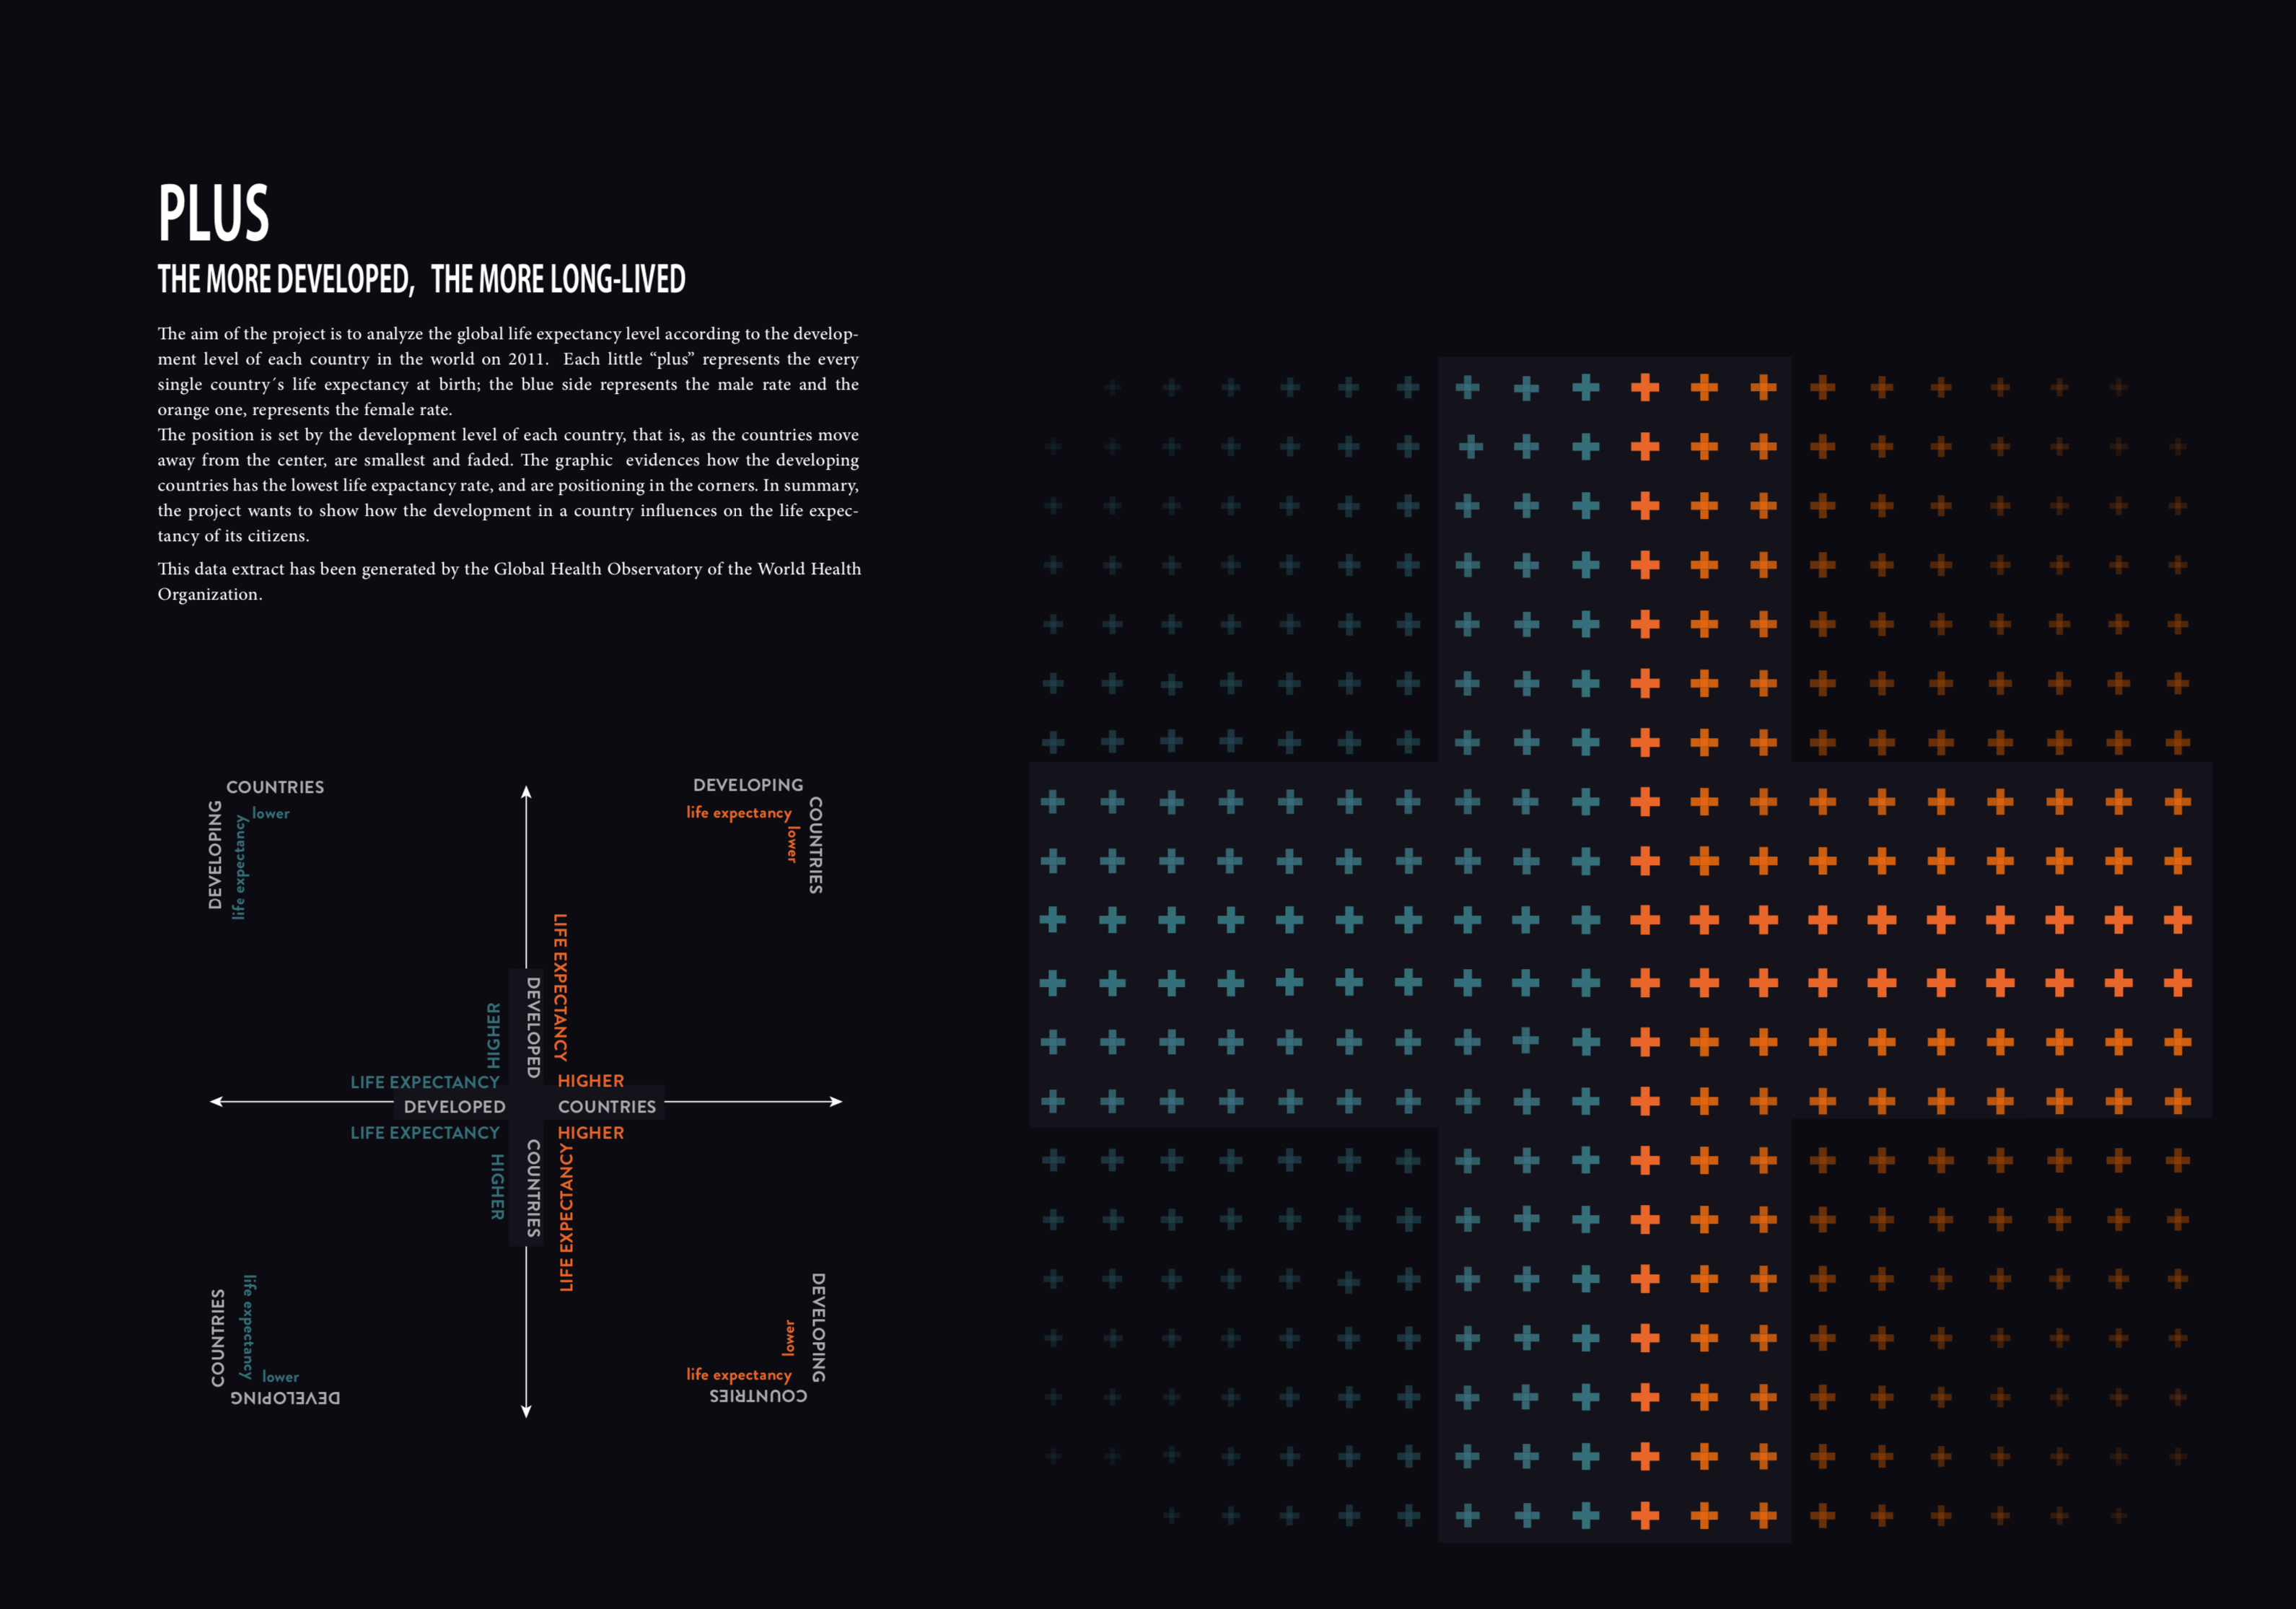 PLUS
THE MORE DEVELOPED, THE MORE LONG-LIVED
The aim of the project is to analyze the global life expectancy level according to the develop-
ment level of each country in the world on 2011. Each little “plus” represents the every
single country´s life expectancy at birth; the blue side represents the male rate and the
orange one, represents the female rate.
The position is set by the development level of each country, that is, as the countries move
away from the center, are smallest and faded. The graphic evidences how the developing
countries has the lowest life expactancy rate, and are positioning in the corners. In summary,
the project wants to show how the development in a country influences on the life expec-
tancy of its citizens.
This data extract has been generated by the Global Health Observatory of the World Health
Organization.
COUNTRIES
DEVELOPING
lower
life expectancy
DEVELOPING
COUNTRIES
life expectancy
lower
HIGHER
DEVELOPED
LIFE EXPECTANCY
LIFE EXPECTANCY
HIGHER
DEVELOPED
COUNTRIES
LIFE EXPECTANCY
HIGHER
HIGHER
COUNTRIES
LIFE EXPECTANCY
COUNTRIES
life expectancy
lower
DEVELOPING
DEVELOPING
lower
life expectancy
COUNTRIES